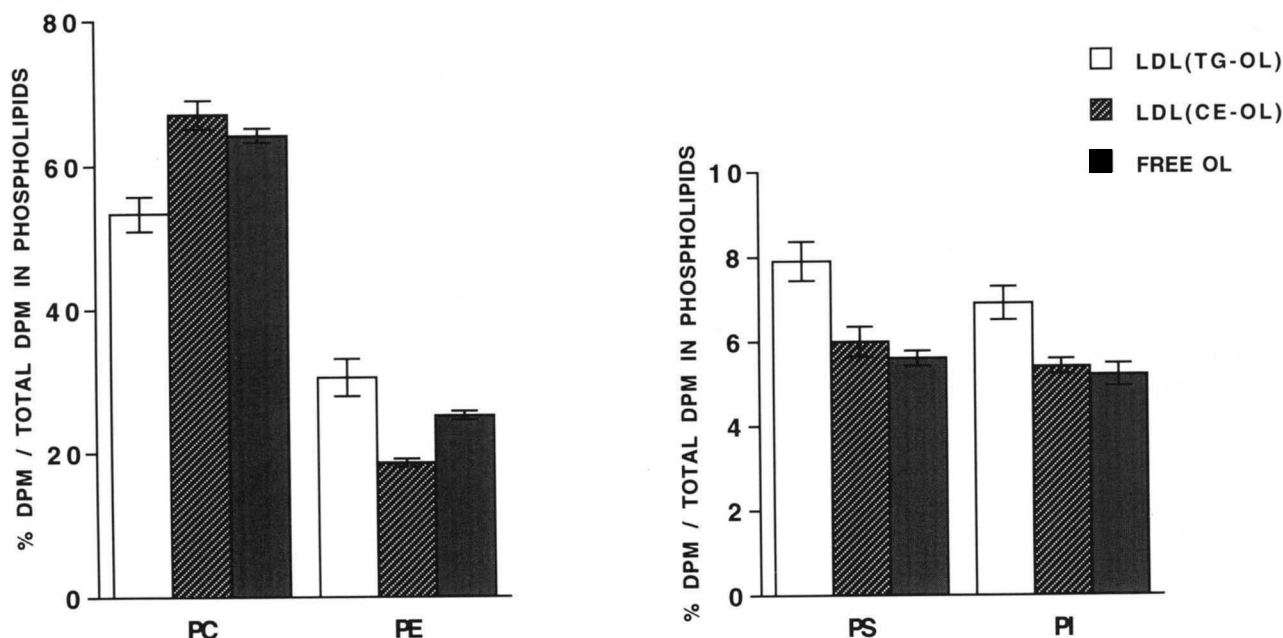 % DPM / TOTAL DPM IN PHOSPHOLIPIDS
80
60
40
20
0
PC PE
% DPM / TOTAL DPM IN PHOSPHOLIPIDS
10
8
6
4
2
0
PS PI
LDL(TG-OL)
LDL(CE-OL)
FREE OL